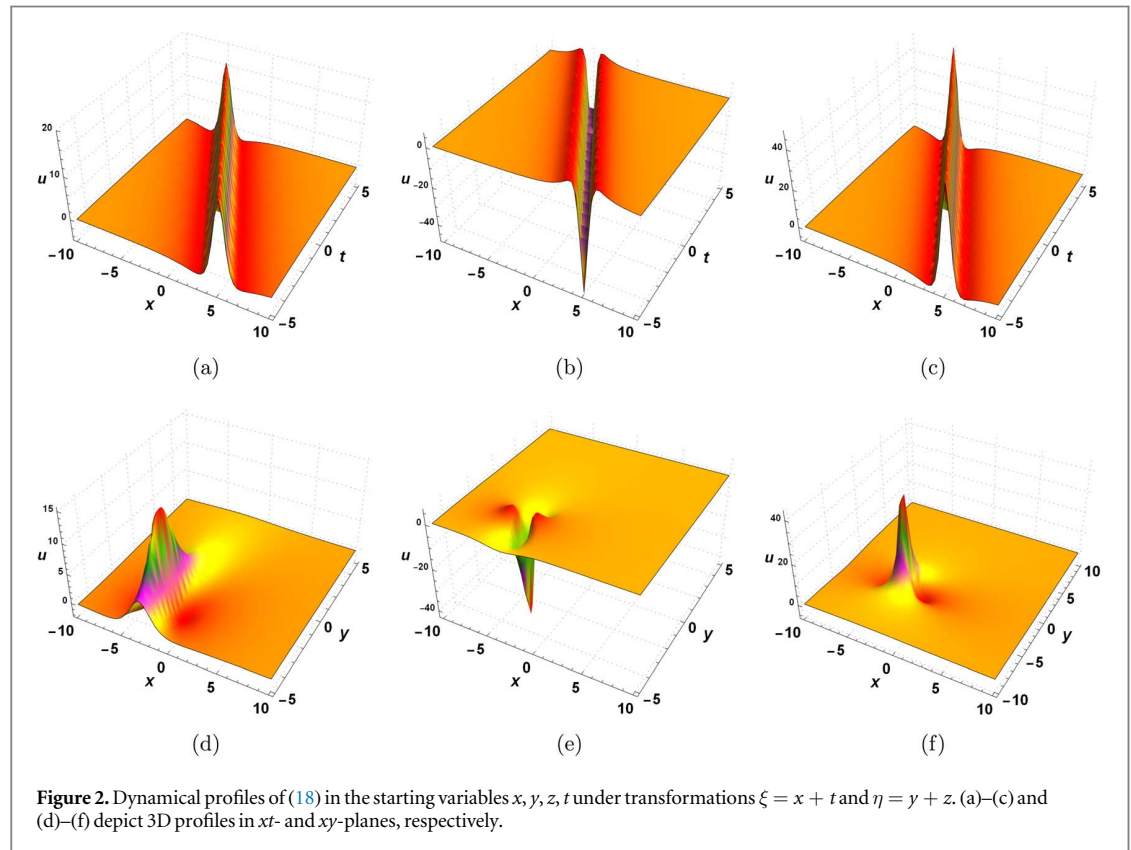 20
10
0
u
-10
-5
0
5
10
x
-5
0
5
t
(a)
0
-20
-40
u
-10
-5
0
5
10
x
-5
0
5
t
(b)
40
20
0
u
-10
-5
0
5
10
x
-5
0
5
t
(c)
15
10
5
0
u
-10
-5
0
5
10
x
-5
0
5
y
(d)
0
-20
-40
u
-10
-5
0
5
10
x
-5
0
5
y
(e)
40
20
0
u
-10
-5
0
5
10
x
-10
-5
0
5
10
y
(f)
Figure 2. Dynamical profiles of (18) in the starting variables x, y, z, t under transformations ξ = x + t and η = y + z. (a)–(c) and
(d)–(f) depict 3D profiles in xt- and xy-planes, respectively.